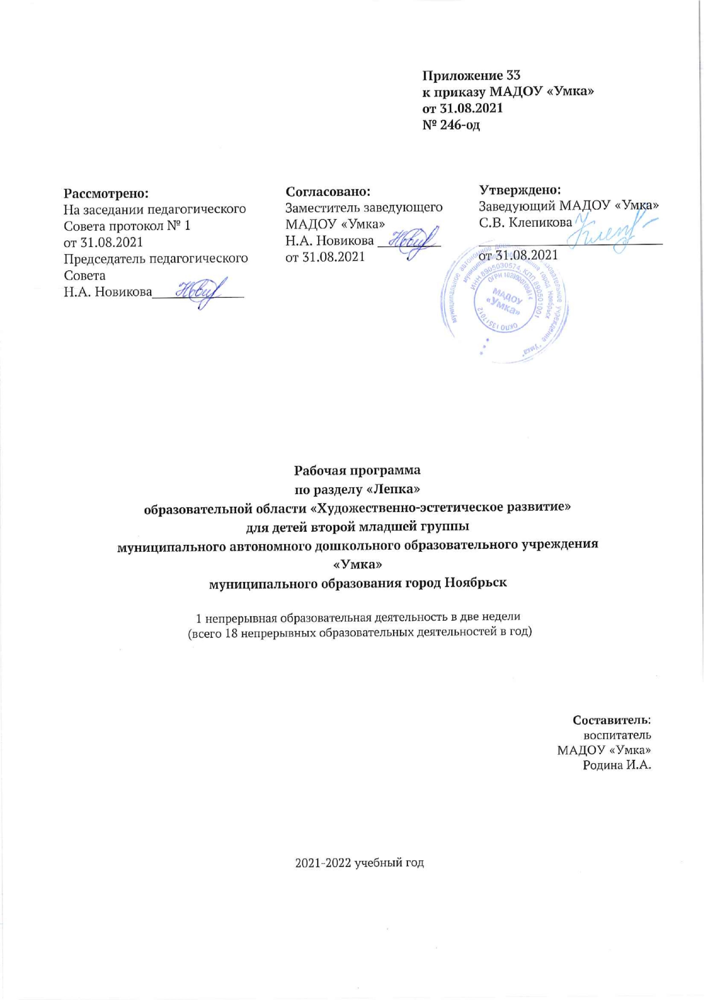 Приложение 33
к приказу МАДОУ «Умка»
от 31.08.2021
№ 246-од
Рассмотрено:
На заседании педагогического
Совета протокол № 1
от 31.08.2021
Председатель педагогического
Совета
Н.А. Новикова
Согласовано:
Заместитель заведующего
МАДОУ «Умка»
Н.А. Новикова
от 31.08.2021
Утверждено:
Заведующий МАДОУ «Умка»
С.В. Клепикова
от 31.08.2021
муниципальное автономное образовательное учреждение "Умка"
муниципального образования город Ноябрьск
ИНН 8905030574, КПП 890501001
ОКПО 13517012
МАДОУ
«Умка»
Рабочая программа
по разделу «Лепка»
образовательной области «Художественно-эстетическое развитие»
для детей второй младшей группы
муниципального автономного дошкольного образовательного учреждения
«Умка»
муниципального образования город Ноябрьск
1 непрерывная образовательная деятельность в две недели
(всего 18 непрерывных образовательных деятельностей в год)
Составитель:
воспитатель
МАДОУ «Умка»
Родина И.А.
2021-2022 учебный год